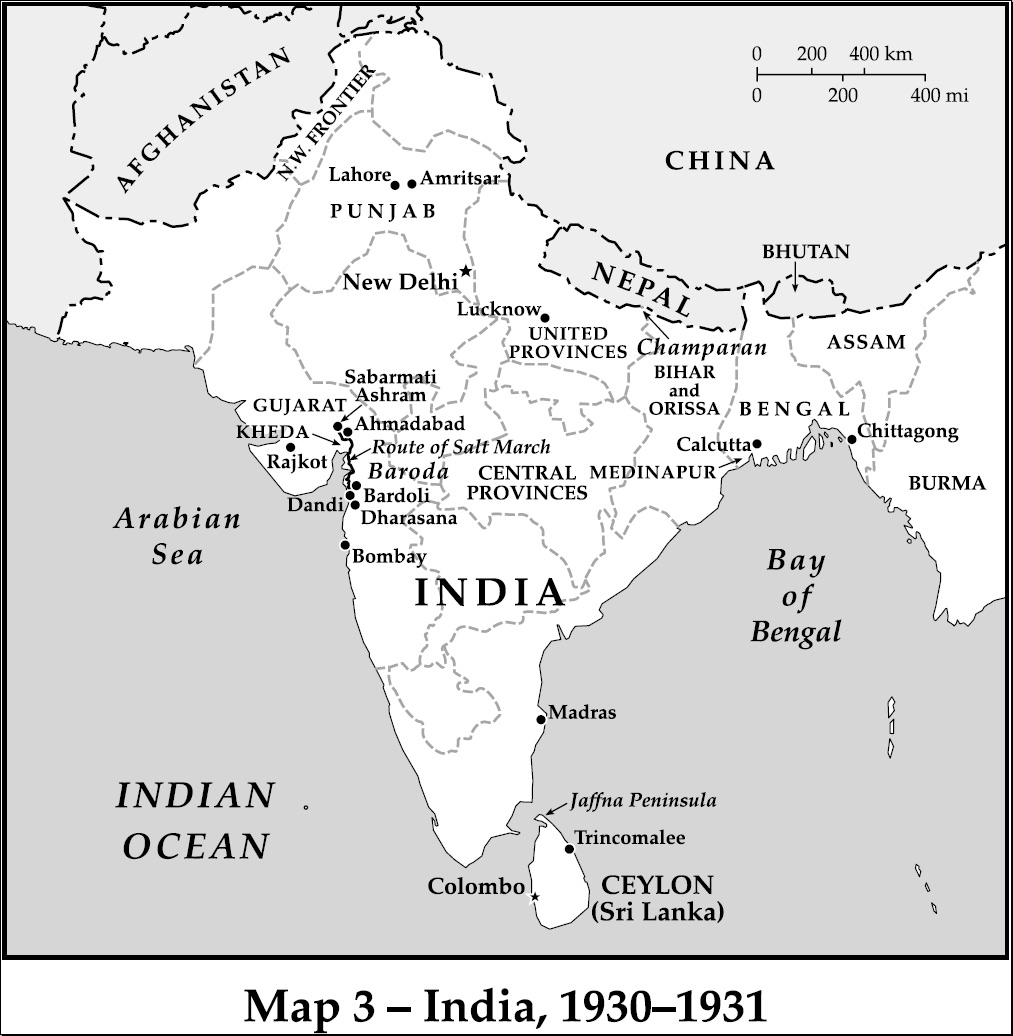 0 200 400 km
0 200 400 mi
AFGHANISTAN
N.W. FRONTIER
CHINA
Lahore
Amritsar
PUNJAB
BHUTAN
NEPAL
New Delhi
Lucknow
UNITED
PROVINCES
Champaran
ASSAM
BIHAR
and
ORISSA
Sabarmati
Ashram
GUJARAT
BENGAL
Ahmadabad
KHEDA
Chittagong
Route of Salt March
Calcutta
Rajkot
Baroda
CENTRAL
PROVINCES
MEDINAPUR
BURMA
Bardoli
Dandi
Dharasana
Arabian
Sea
Bombay
Bay
of
Bengal
INDIA
Madras
INDIAN
OCEAN
Jaffna Peninsula
Trincomalee
Colombo
CEYLON
(Sri Lanka)
Map 3 – India, 1930–1931